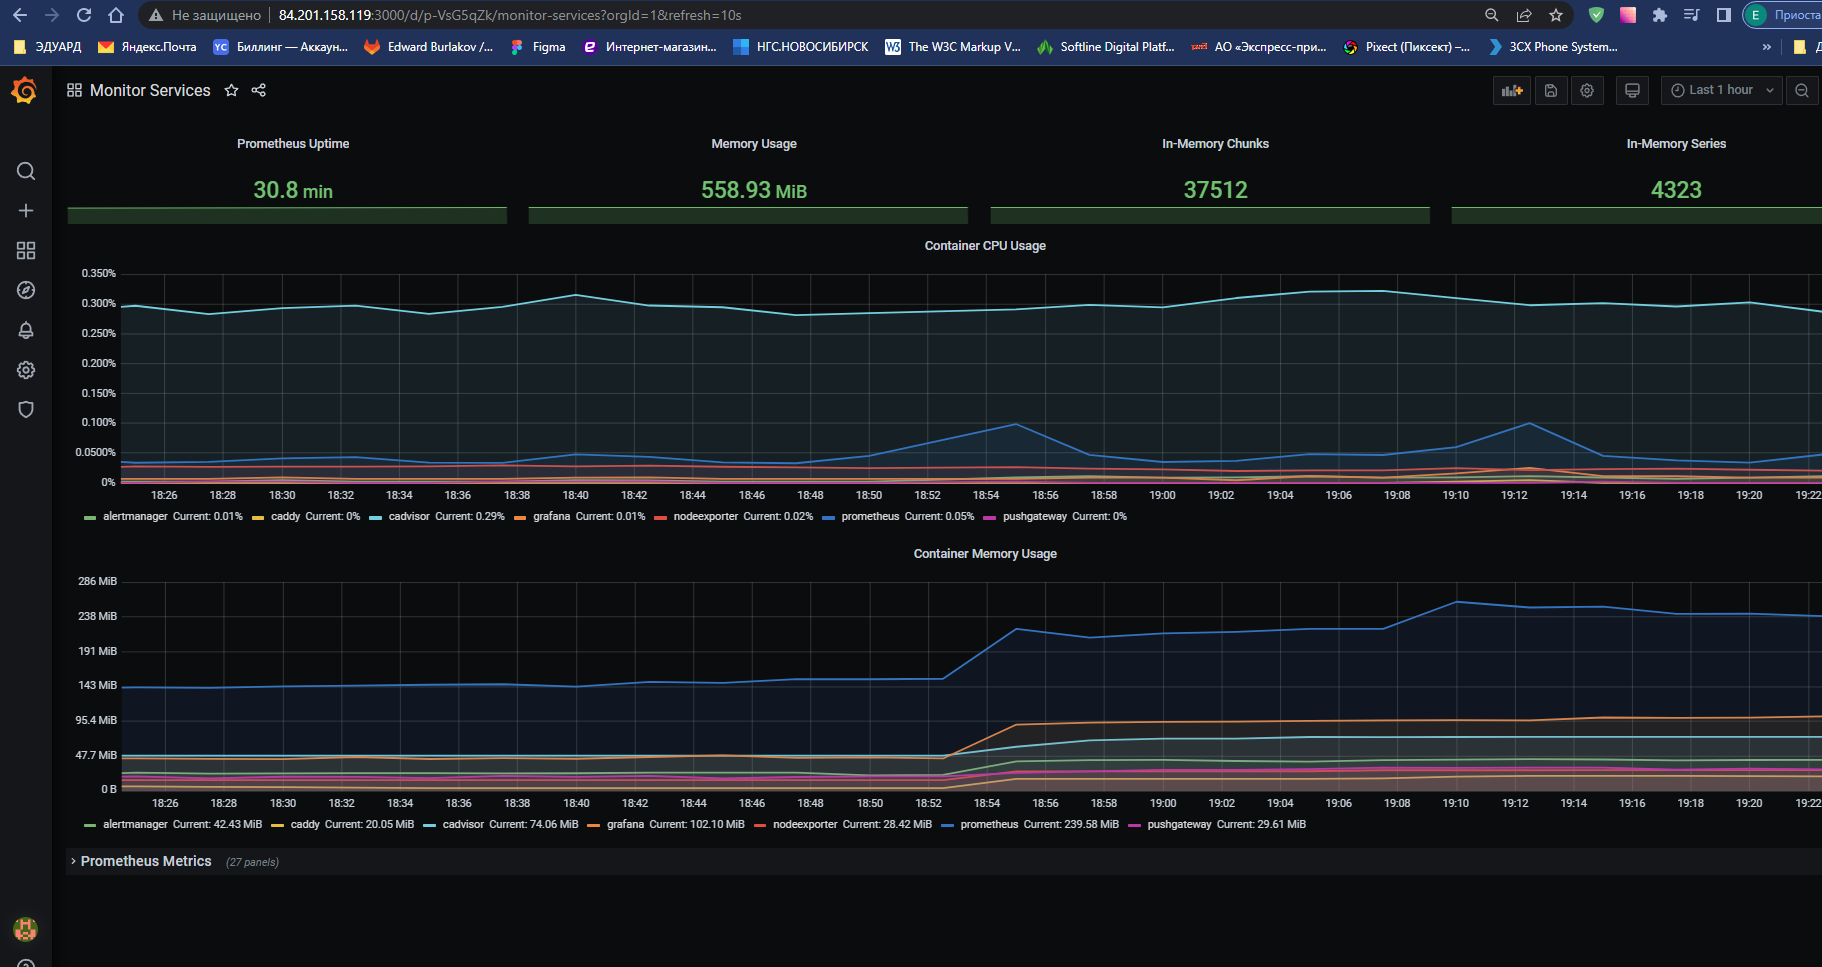 Не защищено 84.201.158.119:3000/d/p-VsG5qZk/monitor-services?orgId=1&refresh=10s E Приоста
ЭДУАРД Яндекс.Почта YC Биллинг — Аккаун... Edward Burlakov /... Figma Интернет-магазин... НГС.НОВОСИБИРСК W3 The W3C Markup V... Softline Digital Platf... АО «Экспресс-при... Pixect (Пиксект) –... 3CX Phone System... »
Monitor Services Last 1 hour
Prometheus Uptime Memory Usage In-Memory Chunks In-Memory Series
30.8 min 558.93 MiB 37512 4323
Container CPU Usage
0.350%
0.300%
0.250%
0.200%
0.150%
0.100%
0.0500%
0%
18:26 18:28 18:30 18:32 18:34 18:36 18:38 18:40 18:42 18:44 18:46 18:48 18:50 18:52 18:54 18:56 18:58 19:00 19:02 19:04 19:06 19:08 19:10 19:12 19:14 19:16 19:18 19:20 19:22
alertmanager Current: 0.01% caddy Current: 0% cadvisor Current: 0.29% grafana Current: 0.01% nodeexporter Current: 0.02% prometheus Current: 0.05% pushgateway Current: 0%
Container Memory Usage
286 MiB
238 MiB
191 MiB
143 MiB
95.4 MiB
47.7 MiB
0 B
18:26 18:28 18:30 18:32 18:34 18:36 18:38 18:40 18:42 18:44 18:46 18:48 18:50 18:52 18:54 18:56 18:58 19:00 19:02 19:04 19:06 19:08 19:10 19:12 19:14 19:16 19:18 19:20 19:22
alertmanager Current: 42.43 MiB caddy Current: 20.05 MiB cadvisor Current: 74.06 MiB grafana Current: 102.10 MiB nodeexporter Current: 28.42 MiB prometheus Current: 239.58 MiB pushgateway Current: 29.61 MiB
Prometheus Metrics (27 panels)